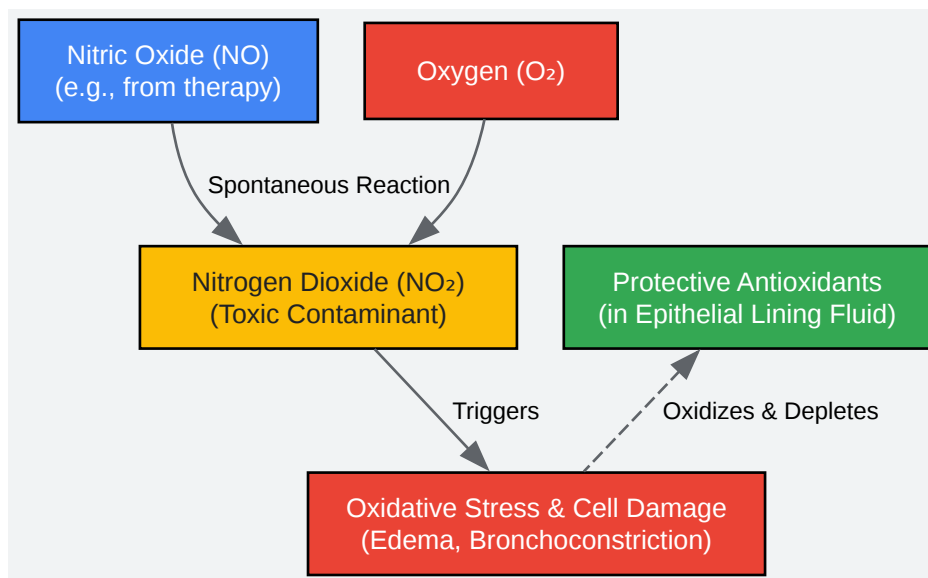 Nitric Oxide (NO)
(e.g., from therapy)
Oxygen (O₂)
Spontaneous Reaction
Nitrogen Dioxide (NO₂)
(Toxic Contaminant)
Protective Antioxidants
(in Epithelial Lining Fluid)
Triggers
Oxidizes & Depletes
Oxidative Stress & Cell Damage
(Edema, Bronchoconstriction)